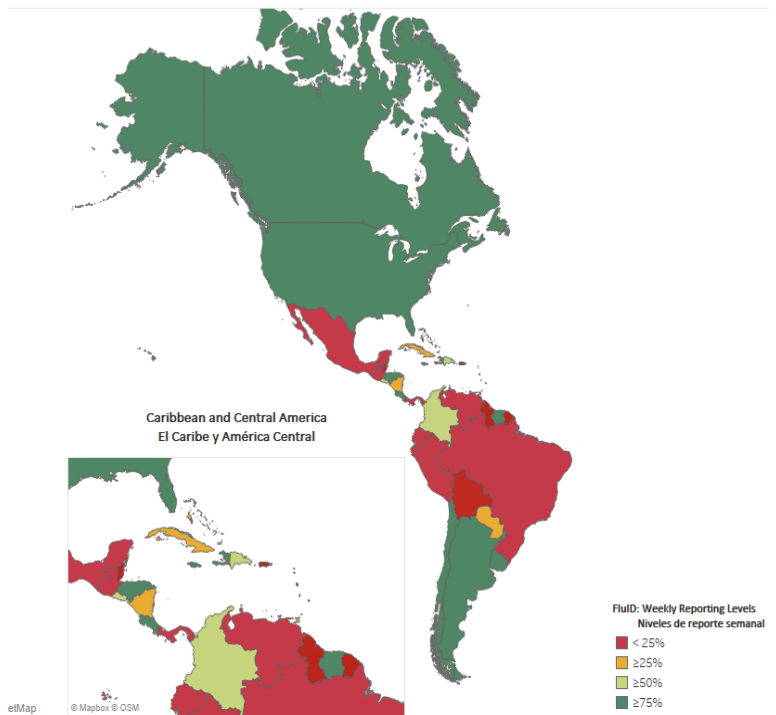 Caribbean and Central America
El Caribe y América Central
FluID: Weekly Reporting Levels
Niveles de reporte semanal
< 25%
≥25%
≥50%
≥75%
etMap
© Mapbox © OSM